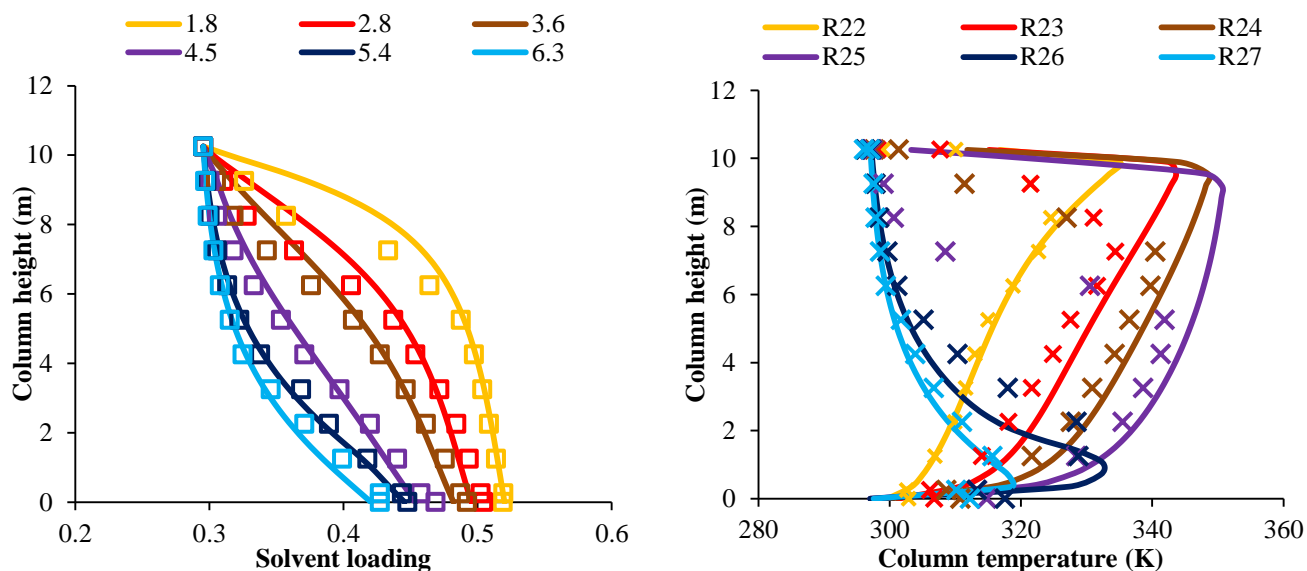 1.8 2.8 3.6
4.5 5.4 6.3
12
10
8
6
4
2
0
0.2 0.3 0.4 0.5 0.6
Column height (m)
Solvent loading
R22 R23 R24
R25 R26 R27
12
10
8
6
4
2
0
280 300 320 340 360
Column height (m)
Column temperature (K)